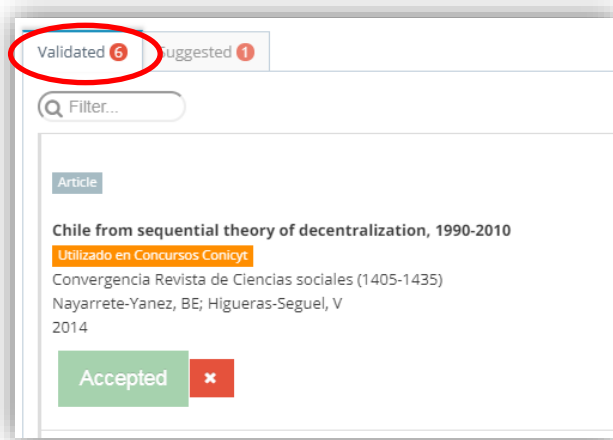 Validated 6 Suggested 1
Filter...
Article
Chile from sequential theory of decentralization, 1990-2010
Utilizado en Concursos Conicyt
Convergencia Revista de Ciencias sociales (1405-1435)
Nayarrete-Yanez, BE; Higueras-Seguel, V
2014
Accepted ×